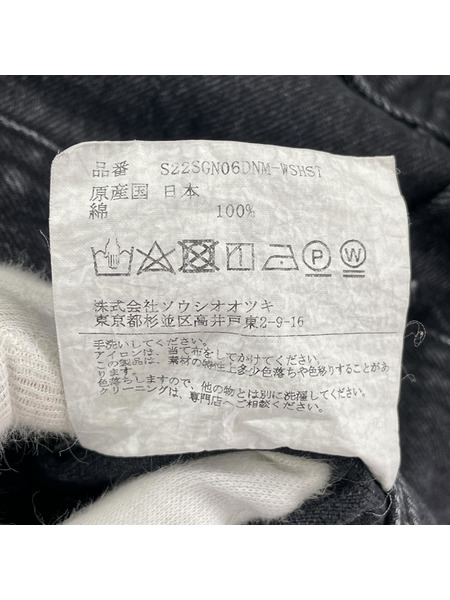 品番 S22SGN06DNM-WSHST
原産国 日本
綿 100%
P W
株式会社ソウシオオツキ
東京都杉並区高井戸東2-9-16
手洗いしてください。
アイロンは、当て布をしてかけてください。
この製品は、素材の特性上多少色落ちや色移りすることがあ
ります。
色落ちしますので、他の物とは別に洗濯してください。
クリーニングは、専門店へご相談ください。